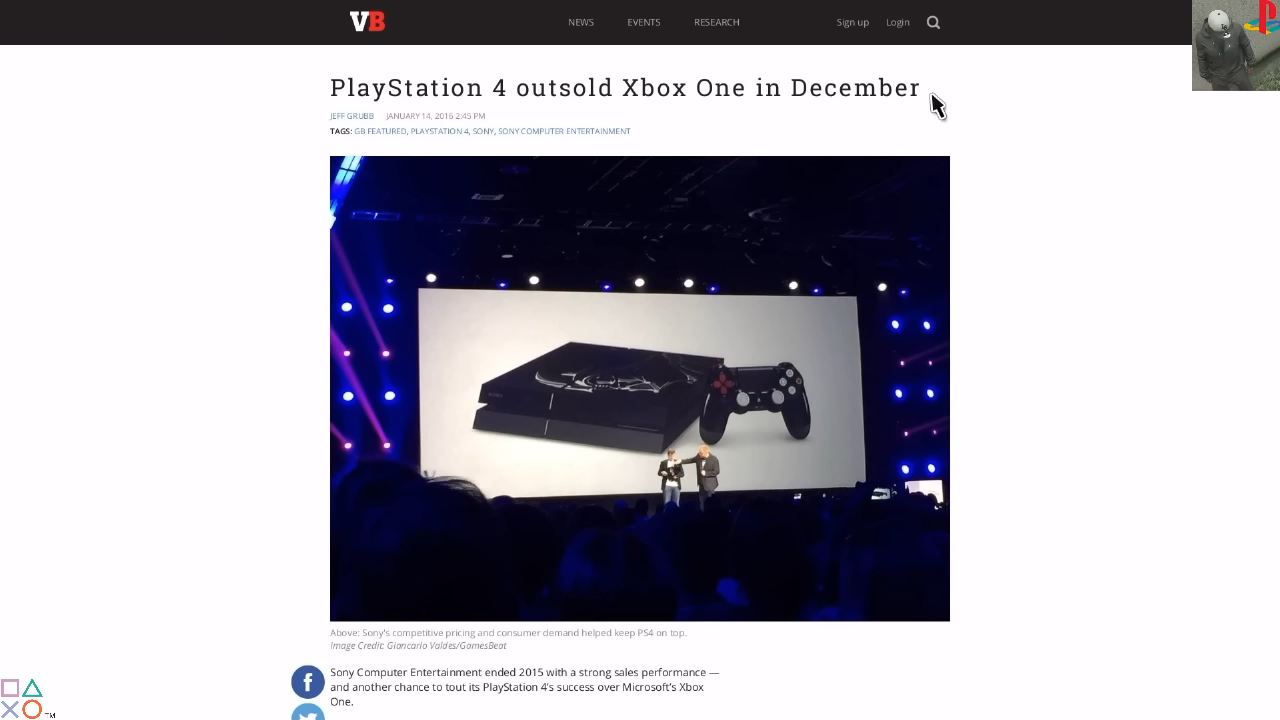 VB
NEWS
EVENTS
RESEARCH
Sign up
Login
PlayStation 4 outsold Xbox One in December
JEFF GRUBB JANUARY 14, 2016 2:45 PM
TAGS: GB FEATURED, PLAYSTATION 4, SONY, SONY COMPUTER ENTERTAINMENT
Above: Sony's competitive pricing and consumer demand helped keep PS4 on top.
Image Credit: Giancarlo Valdes/GamesBeat
Sony Computer Entertainment ended 2015 with a strong sales performance —
and another chance to tout its PlayStation 4's success over Microsoft's Xbox
One.
TM